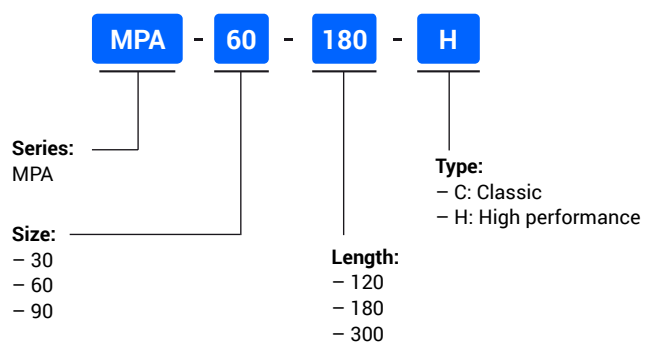 MPA - 60 - 180 - H
Series:
MPA
Size:
– 30
– 60
– 90
Length:
– 120
– 180
– 300
Type:
– C: Classic
– H: High performance